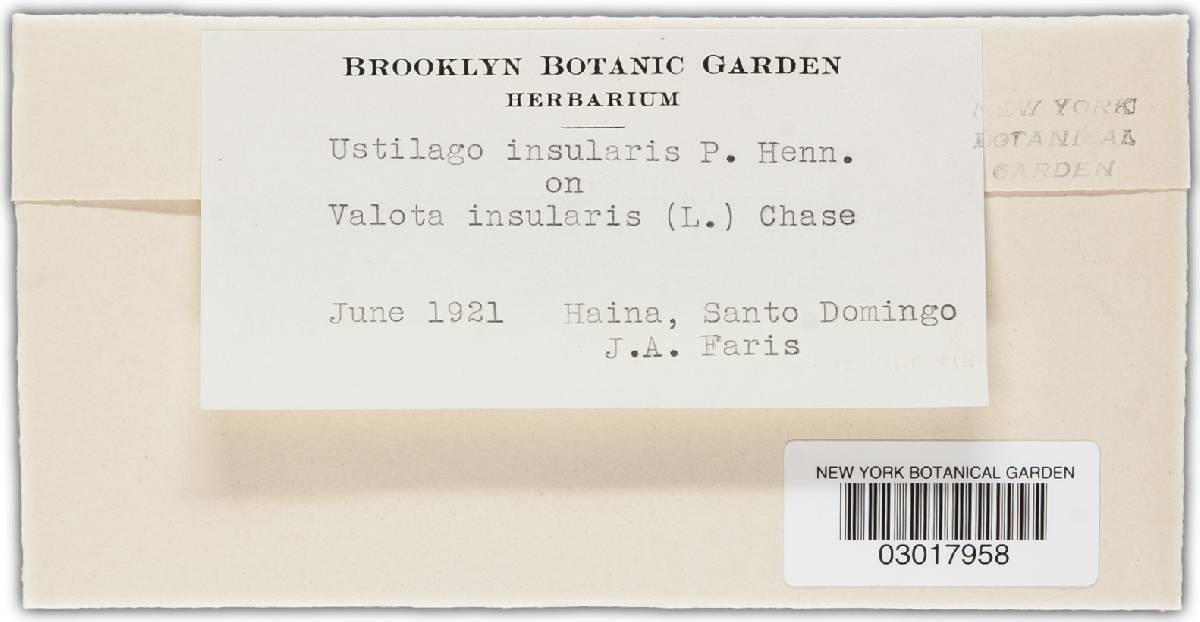 BROOKLYN BOTANIC GARDEN
HERBARIUM
Ustilago insularis P. Henn.
on
Valota insularis (L.) Chase
June 1921 Haina, Santo Domingo
J.A. Faris
NEW YORK
BOTANICAL
GARDEN
NEW YORK BOTANICAL GARDEN
03017958